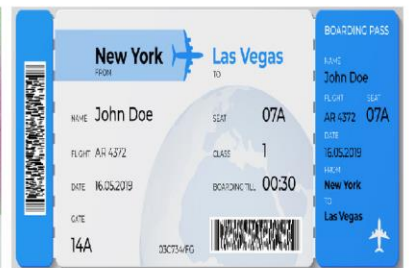 New York
FROM
Las Vegas
TO
NAME John Doe
SEAT 07A
FLIGHT AR 4372
CLASS 1
DATE 16.05.2019
BOARDING TILL 00:30
GATE
14A
03C734/FG
BOARDING PASS
NAME
John Doe
FLIGHT SEAT
AR 4372 07A
DATE
16.05.2019
FROM
New York
TO
Las Vegas